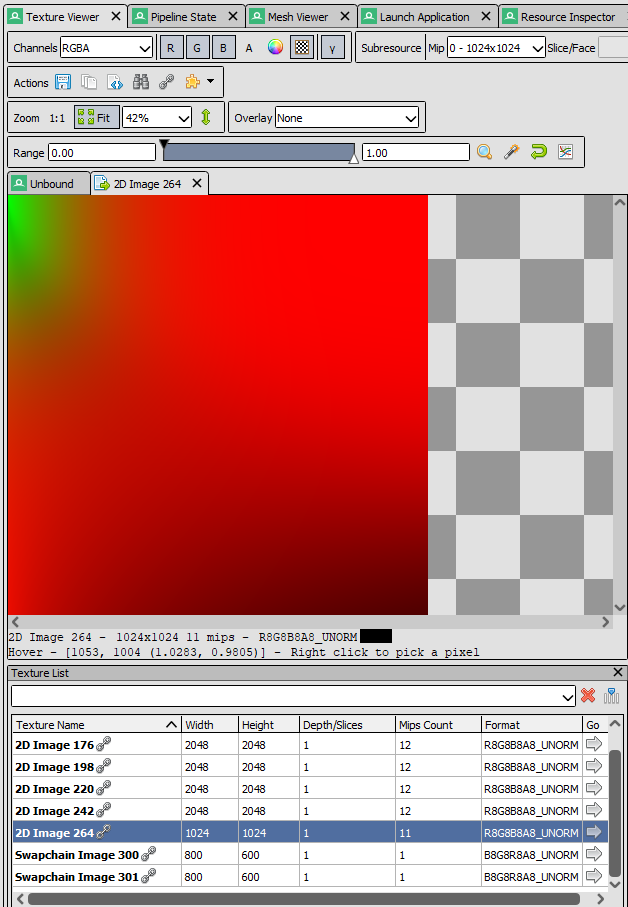 Texture Viewer Pipeline State Mesh Viewer Launch Application Resource Inspector
Channels RGBA R G B A γ Subresource Mip 0 - 1024x1024 Slice/Face
Actions
Zoom 1:1 Fit 42% Overlay None
Range 0.00 1.00
Unbound 2D Image 264
2D Image 264 - 1024x1024 11 mips - R8G8B8A8_UNORM
Hover - [1053, 1004 (1.0283, 0.9805)] - Right click to pick a pixel
Texture List
Texture Name Width Height Depth/Slices Mips Count Format Go
2D Image 176 2048 2048 1 12 R8G8B8A8_UNORM
2D Image 198 2048 2048 1 12 R8G8B8A8_UNORM
2D Image 220 2048 2048 1 12 R8G8B8A8_UNORM
2D Image 242 2048 2048 1 12 R8G8B8A8_UNORM
2D Image 264 1024 1024 1 11 R8G8B8A8_UNORM
Swapchain Image 300 800 600 1 1 B8G8R8A8_UNORM
Swapchain Image 301 800 600 1 1 B8G8R8A8_UNORM